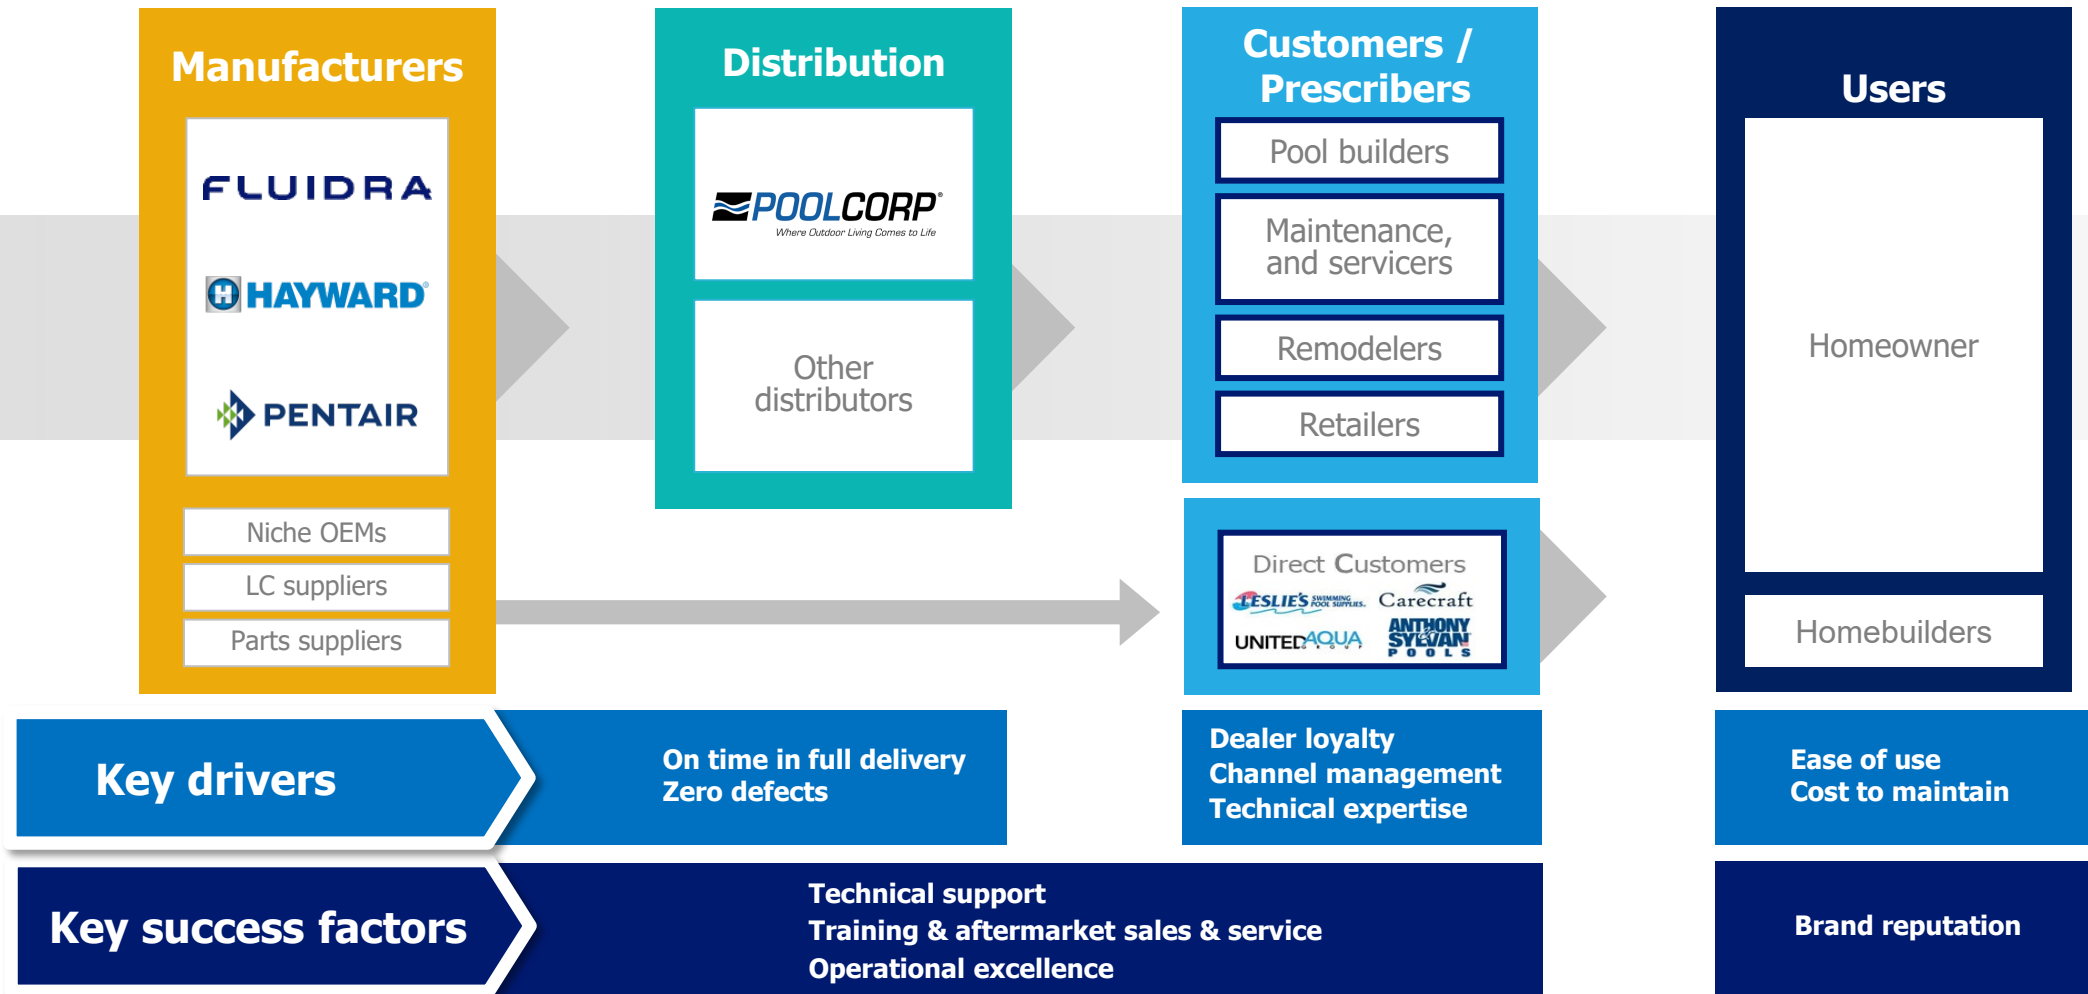 Manufacturers
FLUIDRA
H HAYWARD®
PENTAIR
Niche OEMs
LC suppliers
Parts suppliers
Distribution
POOLCORP®
Where Outdoor Living Comes to Life
Other
distributors
Customers /
Prescribers
Pool builders
Maintenance,
and servicers
Remodelers
Retailers
Direct Customers
LESLIE'S SWIMMING POOL SUPPLIES.
Carecraft
UNITED AQUA
ANTHONY
& SYLVAN
POOLS
Users
Homeowner
Homebuilders
Key drivers
On time in full delivery
Zero defects
Dealer loyalty
Channel management
Technical expertise
Ease of use
Cost to maintain
Key success factors
Technical support
Training & aftermarket sales & service
Operational excellence
Brand reputation